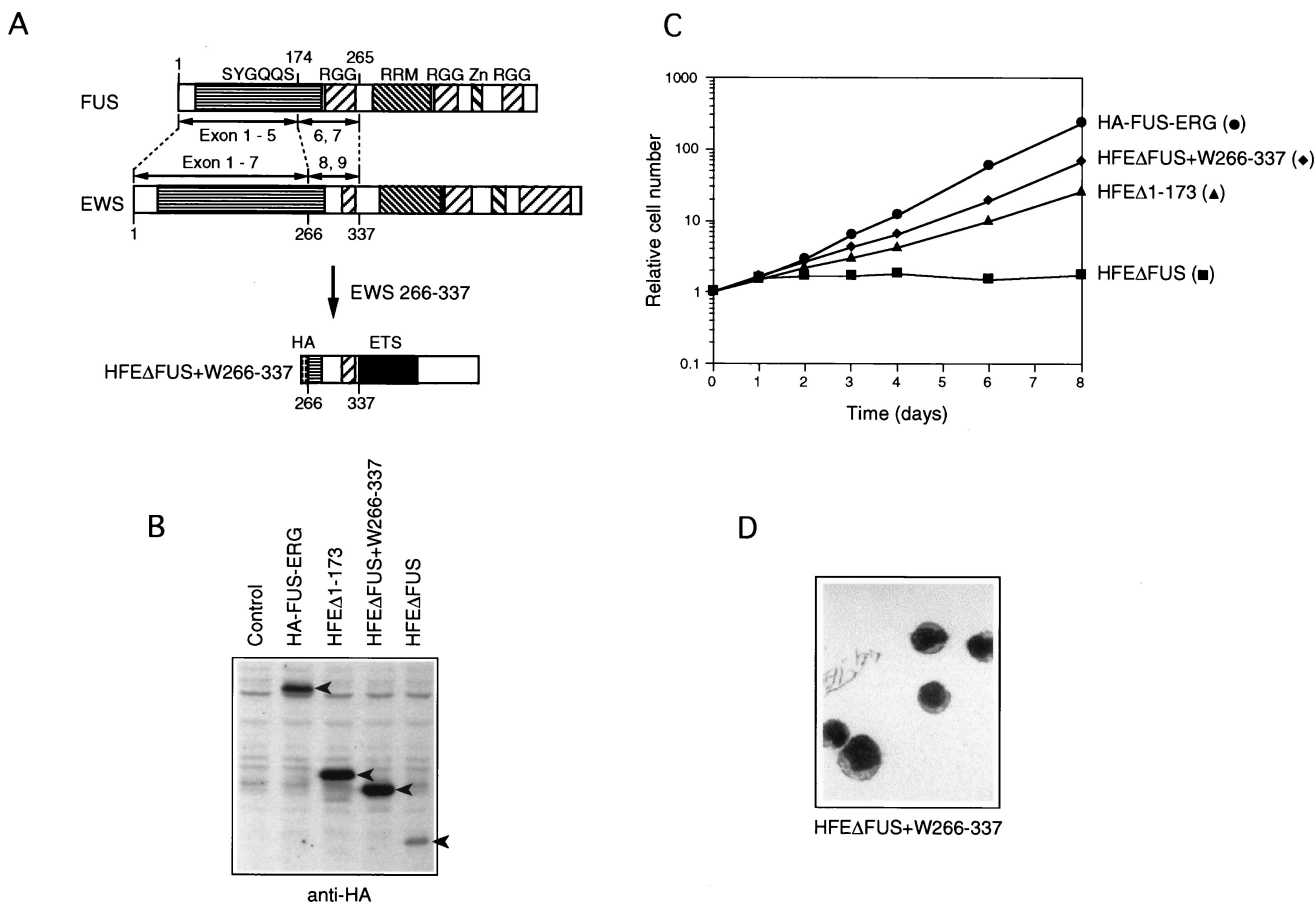 A
1
174
265
SYGQQS
RGG
RRM
RGG
Zn
RGG
FUS
Exon 1 - 5
6, 7
Exon 1 - 7
8, 9
EWS
1
266
337
EWS 266-337
HA
ETS
HFEΔFUS+W266-337
266
337
B
Control
HA-FUS-ERG
HFEΔ1-173
HFEΔFUS+W266-337
HFEΔFUS
anti-HA
C
Relative cell number
1000
100
10
1
0.1
0 1 2 3 4 5 6 7 8
Time (days)
HA-FUS-ERG (●)
HFEΔFUS+W266-337 (◆)
HFEΔ1-173 (▲)
HFEΔFUS (■)
D
HFEΔFUS+W266-337